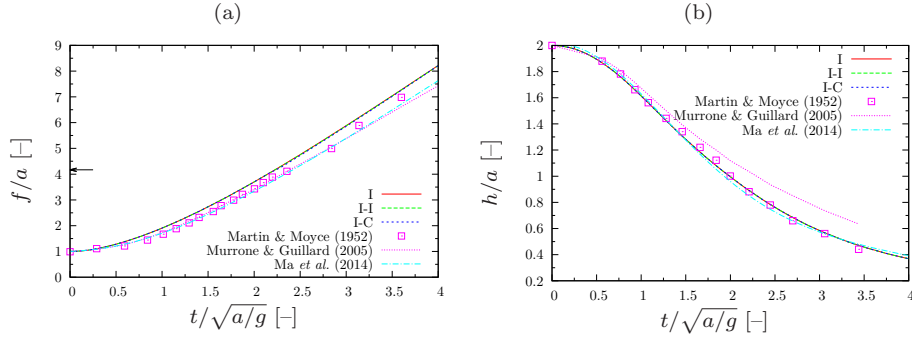 (a)
9
8
7
6
5
4
3
2
1
0
f/a [–]
I
I-I
I-C
Martin & Moyce (1952)
Murrone & Guillard (2005)
Ma et al. (2014)
0 0.5 1 1.5 2 2.5 3 3.5 4
t/√a/g [–]
(b)
2
1.8
1.6
1.4
1.2
1
0.8
0.6
0.4
0.2
h/a [–]
I
I-I
I-C
Martin & Moyce (1952)
Murrone & Guillard (2005)
Ma et al. (2014)
0 0.5 1 1.5 2 2.5 3 3.5 4
t/√a/g [–]